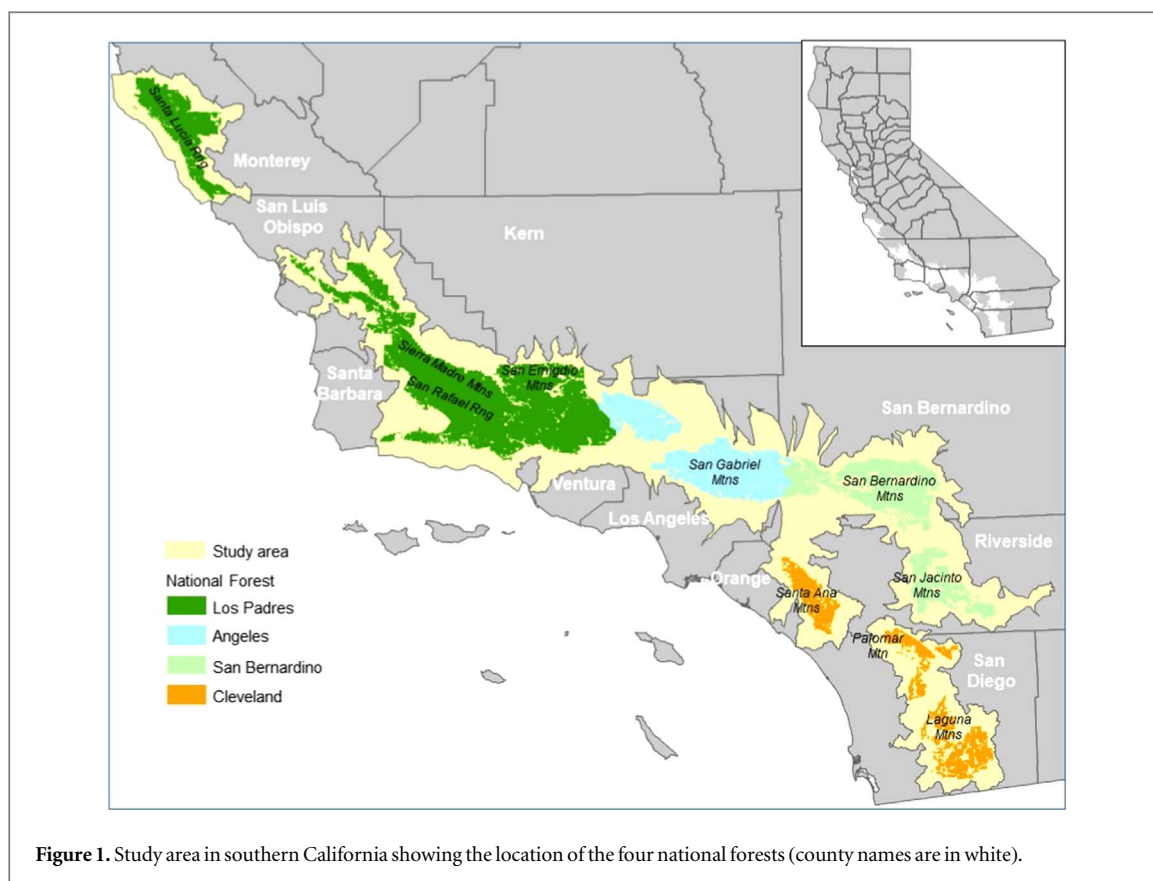 Santa Lucia Rng
Monterey
San Luis
Obispo
Kern
Sierra Madre Mtns
San Emigdio
Mtns
San Rafael Rng
Santa
Barbara
San Bernardino
San Gabriel
Mtns
San Bernardino
Mtns
Ventura
Los Angeles
Riverside
Orange
San Jacinto
Mtns
Santa Ana
Mtns
Palomar
Mtn
San
Diego
Laguna
Mtns
Study area
National Forest
Los Padres
Angeles
San Bernardino
Cleveland
Figure 1. Study area in southern California showing the location of the four national forests (county names are in white).